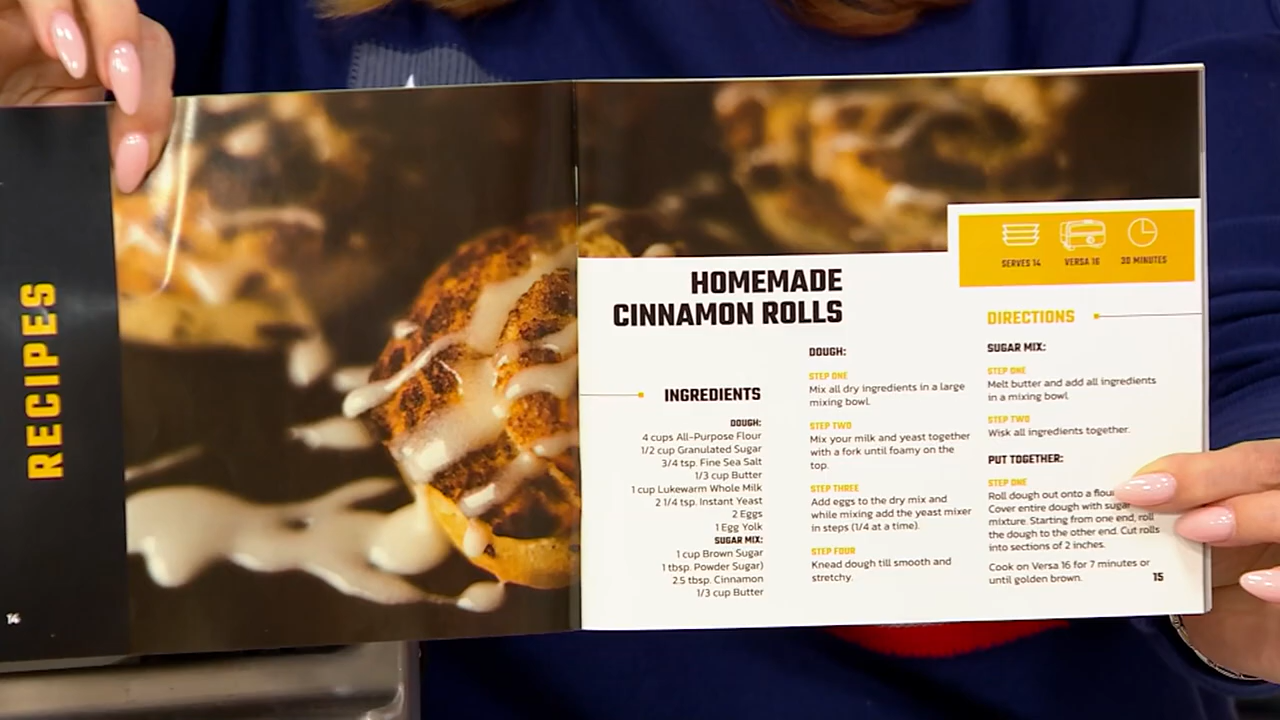 RECIPES
14
SERVES 14
VERSA 16
30 MINUTES
HOMEMADE
CINNAMON ROLLS
INGREDIENTS
DOUGH:
4 cups All-Purpose Flour
1/2 cup Granulated Sugar
3/4 tsp. Fine Sea Salt
1/3 cup Butter
1 cup Lukewarm Whole Milk
2 1/4 tsp. Instant Yeast
2 Eggs
1 Egg Yolk
SUGAR MIX:
1 cup Brown Sugar
1 tbsp. Powder Sugar)
2.5 tbsp. Cinnamon
1/3 cup Butter
DOUGH:
STEP ONE
Mix all dry ingredients in a large
mixing bowl.
STEP TWO
Mix your milk and yeast together
with a fork until foamy on the
top.
STEP THREE
Add eggs to the dry mix and
while mixing add the yeast mixer
in steps (1/4 at a time).
STEP FOUR
Knead dough till smooth and
stretchy.
DIRECTIONS
SUGAR MIX:
STEP ONE
Melt butter and add all ingredients
in a mixing bowl.
STEP TWO
Wisk all ingredients together.
PUT TOGETHER:
STEP ONE
Roll dough out onto a
Cover entire dough with sugar
mixture. Starting from one end, roll
the dough to the other end. Cut rolls
into sections of 2 inches.
Cook on Versa 16 for 7 minutes or
until golden brown.
15